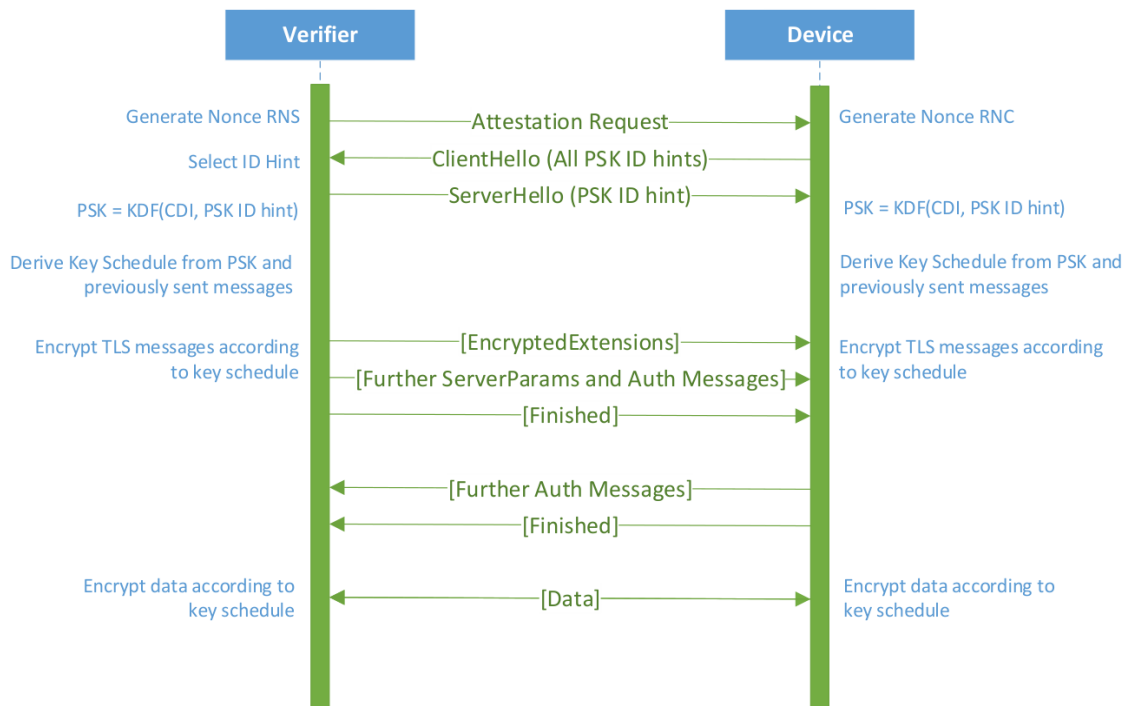 Verifier
Device
Generate Nonce RNS
Attestation Request
Generate Nonce RNC
Select ID Hint
ClientHello (All PSK ID hints)
ServerHello (PSK ID hint)
PSK = KDF(CDI, PSK ID hint)
PSK = KDF(CDI, PSK ID hint)
Derive Key Schedule from PSK and
previously sent messages
Derive Key Schedule from PSK and
previously sent messages
[EncryptedExtensions]
Encrypt TLS messages according
to key schedule
Encrypt TLS messages according
to key schedule
[Further ServerParams and Auth Messages]
[Finished]
[Further Auth Messages]
[Finished]
Encrypt data according to
key schedule
[Data]
Encrypt data according to
key schedule